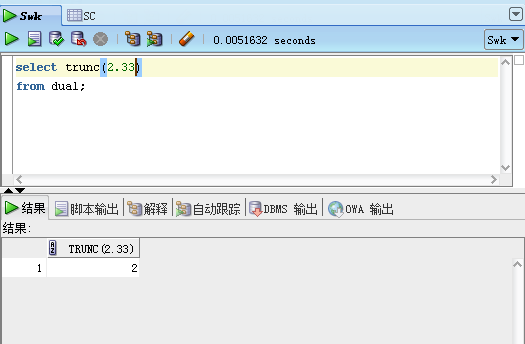 Swk
SC
0.0051632 seconds
Swk
select trunc(2.33)
from dual;
结果
脚本输出
解释
自动跟踪
DBMS 输出
OWA 输出
结果:
TRUNC(2.33)
1
2